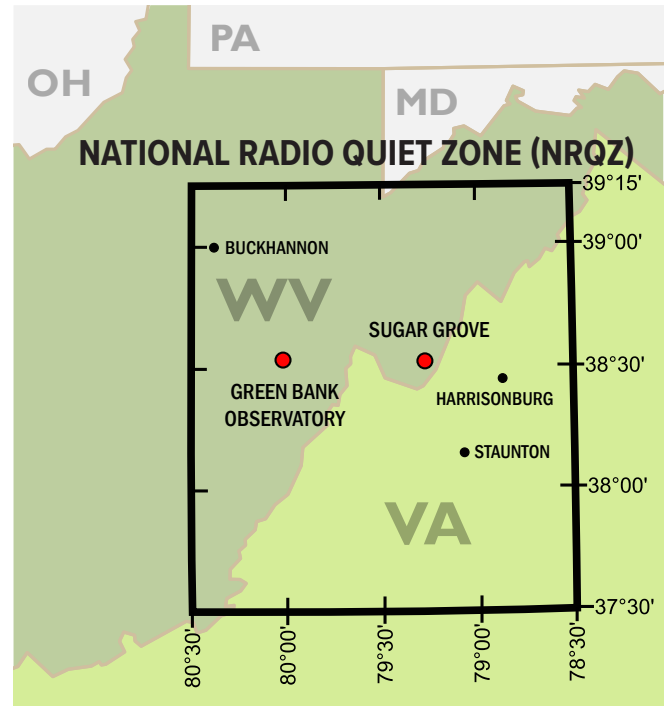 PA
OH
MD
NATIONAL RADIO QUIET ZONE (NRQZ)
39°15'
39°00'
BUCKHANNON
WV
SUGAR GROVE
38°30'
GREEN BANK
OBSERVATORY
HARRISONBURG
STAUNTON
38°00'
VA
37°30'
80°30'
80°00'
79°30'
79°00'
78°30'